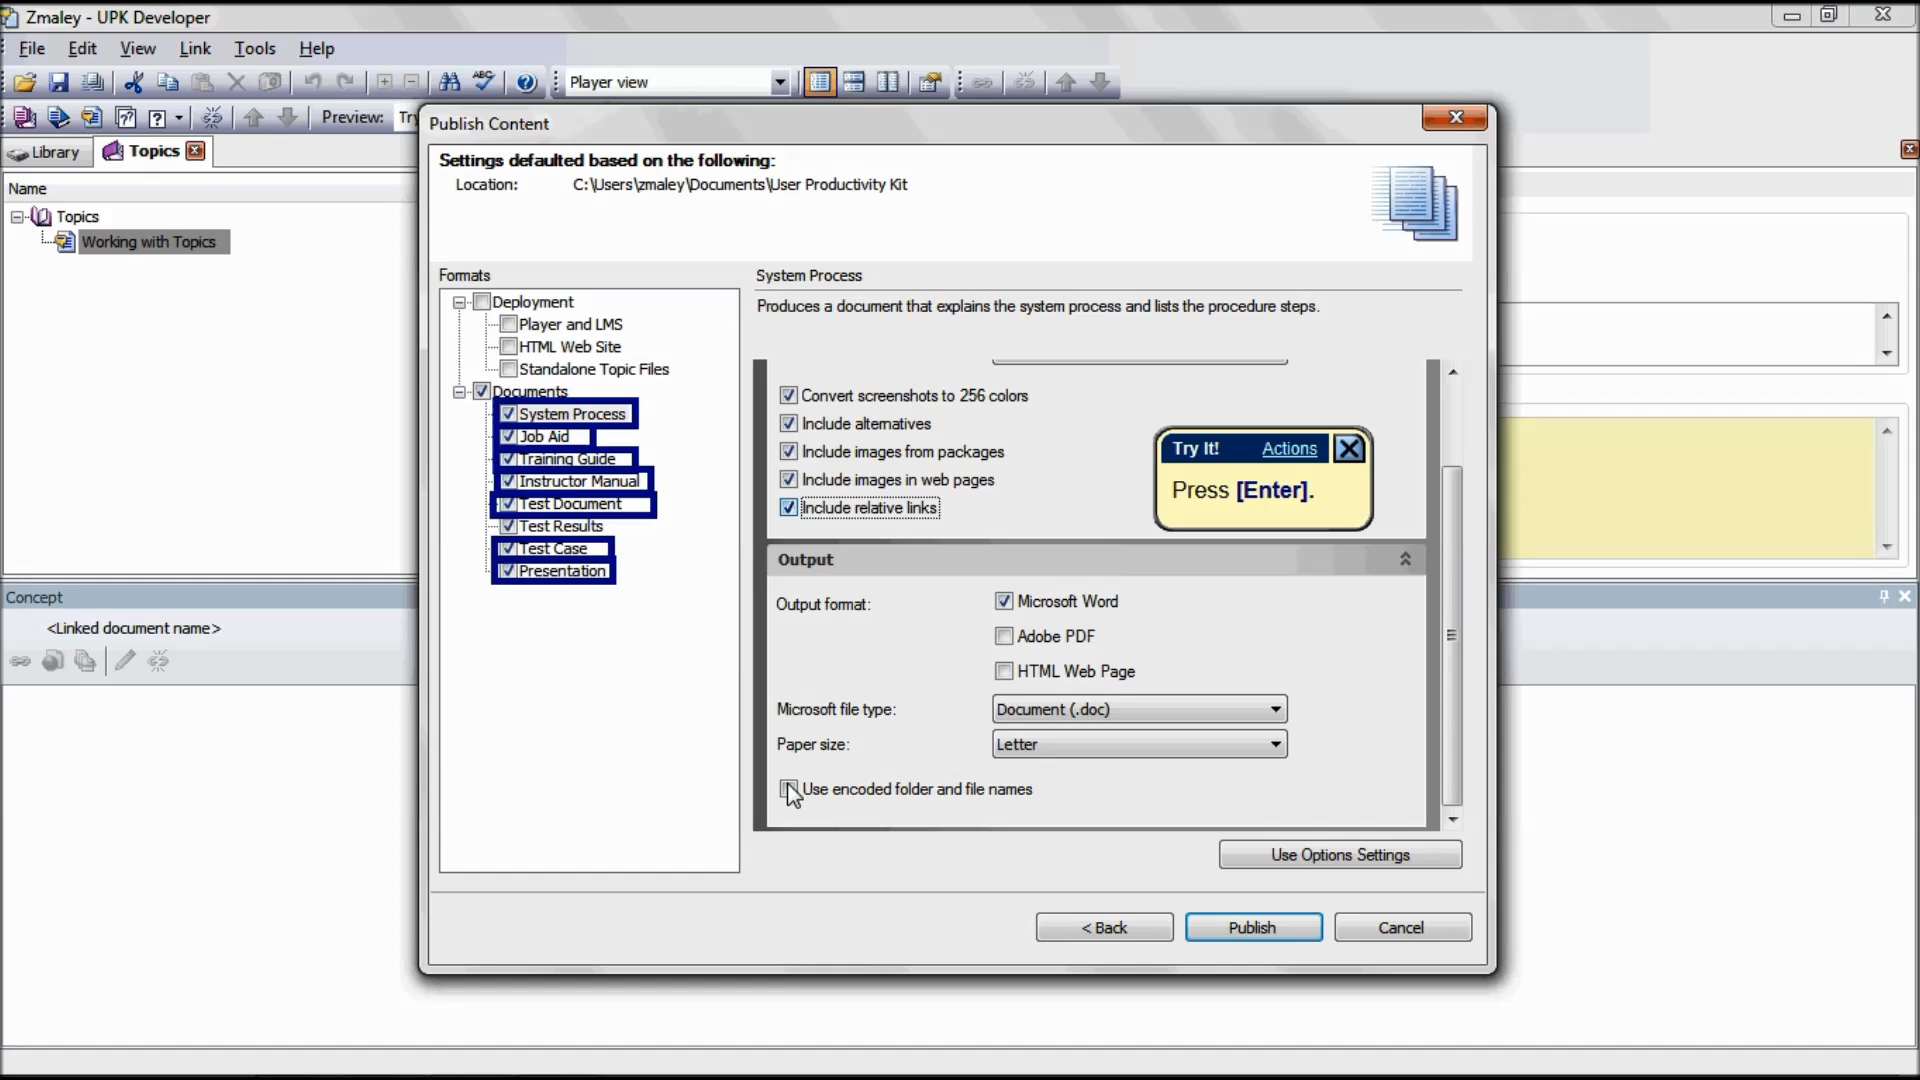 Zmaley - UPK Developer
File Edit View Link Tools Help
ABC Player view
Preview: Try
Library Topics
Name
Topics
Working with Topics
Concept
<Linked document name>
Publish Content
Settings defaulted based on the following:
Location: C:\Users\zmaley\Documents\User Productivity Kit
Formats
Deployment
Player and LMS
HTML Web Site
Standalone Topic Files
Documents
System Process
Job Aid
Training Guide
Instructor Manual
Test Document
Test Results
Test Case
Presentation
System Process
Produces a document that explains the system process and lists the procedure steps.
Convert screenshots to 256 colors
Include alternatives
Include images from packages
Include images in web pages
Include relative links
Try It! Actions
Press [Enter].
Output
Output format: Microsoft Word
Adobe PDF
HTML Web Page
Microsoft file type: Document (.doc)
Paper size: Letter
Use encoded folder and file names
Use Options Settings
< Back Publish Cancel